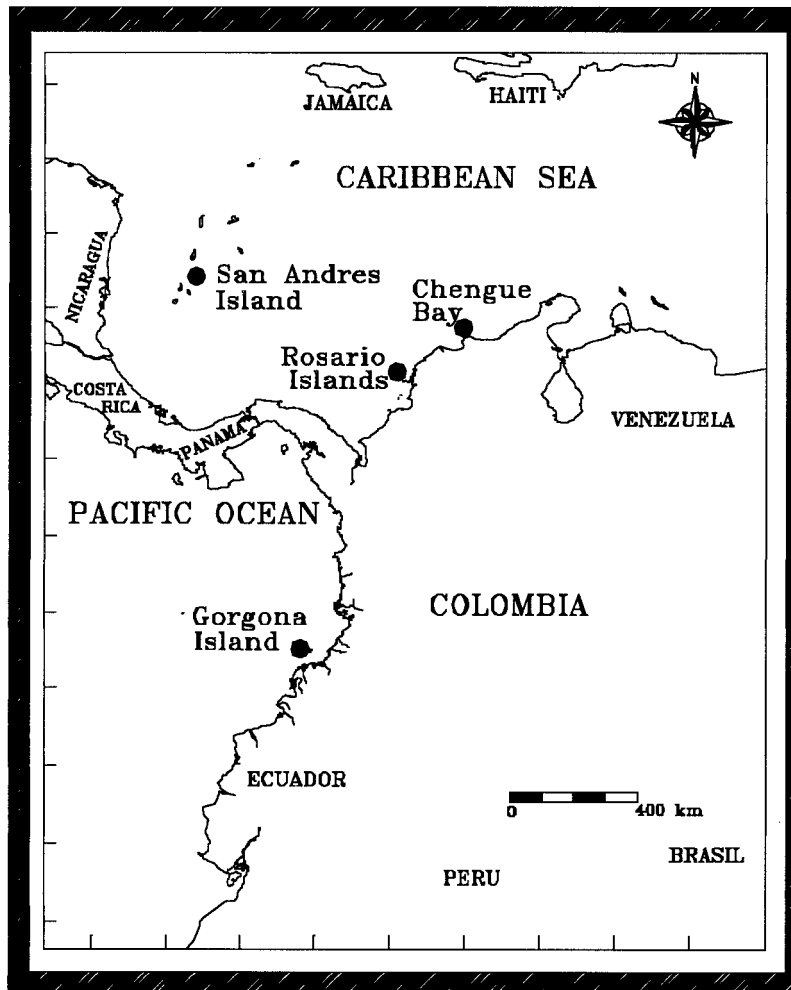 JAMAICA
HAITI
N
CARIBBEAN SEA
NICARAGUA
San Andres
Island
Chengue
Bay
Rosario
Islands
COSTA
RICA
PANAMA
VENEZUELA
PACIFIC OCEAN
COLOMBIA
Gorgona
Island
ECUADOR
0 400 km
BRASIL
PERU